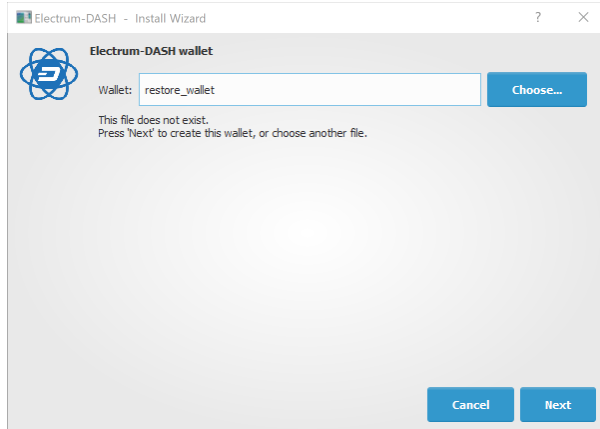 Electrum-DASH - Install Wizard ?
Electrum-DASH wallet
Wallet: restore_wallet Choose...
This file does not exist.
Press 'Next' to create this wallet, or choose another file.
Cancel Next